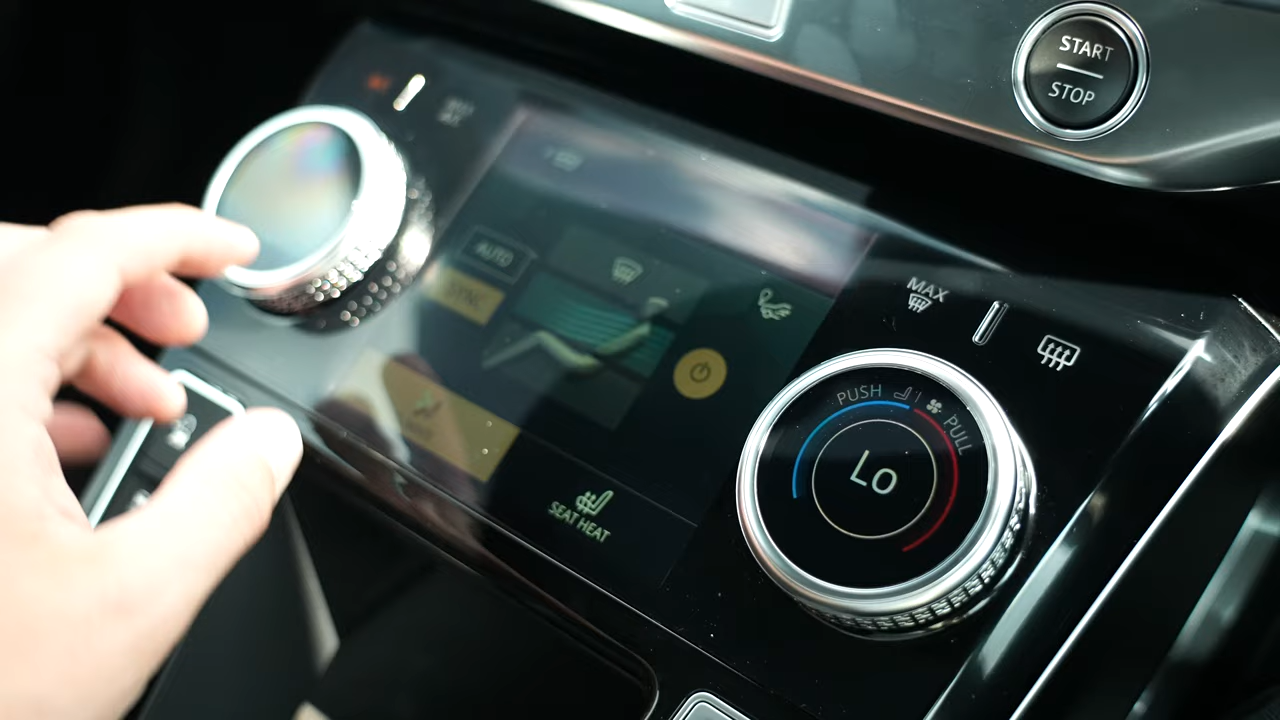 START
STOP
AUTO
SYNC
MAX
PUSH
PULL
Lo
SEAT HEAT